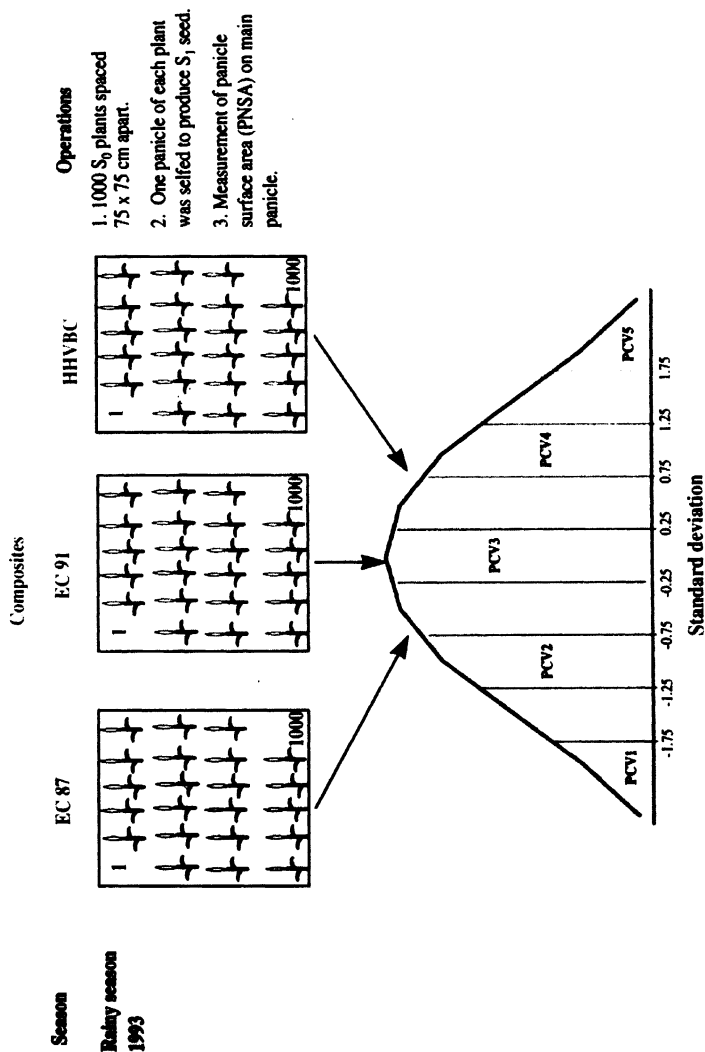 Composites
Season
EC 87
EC 91
HHVBC
Operations
Rainy season
1993
1
1000
1
1000
1
1000
1. 1000 S₀ plants spaced
75 x 75 cm apart.
2. One panicle of each plant
was selfed to produce S₁ seed.
3. Measurement of panicle
surface area (PNSA) on main
panicle.
PCV1
PCV2
PCV3
PCV4
PCV5
-1.75
-1.25
-0.75
-0.25
0.25
0.75
1.25
1.75
Standard deviation